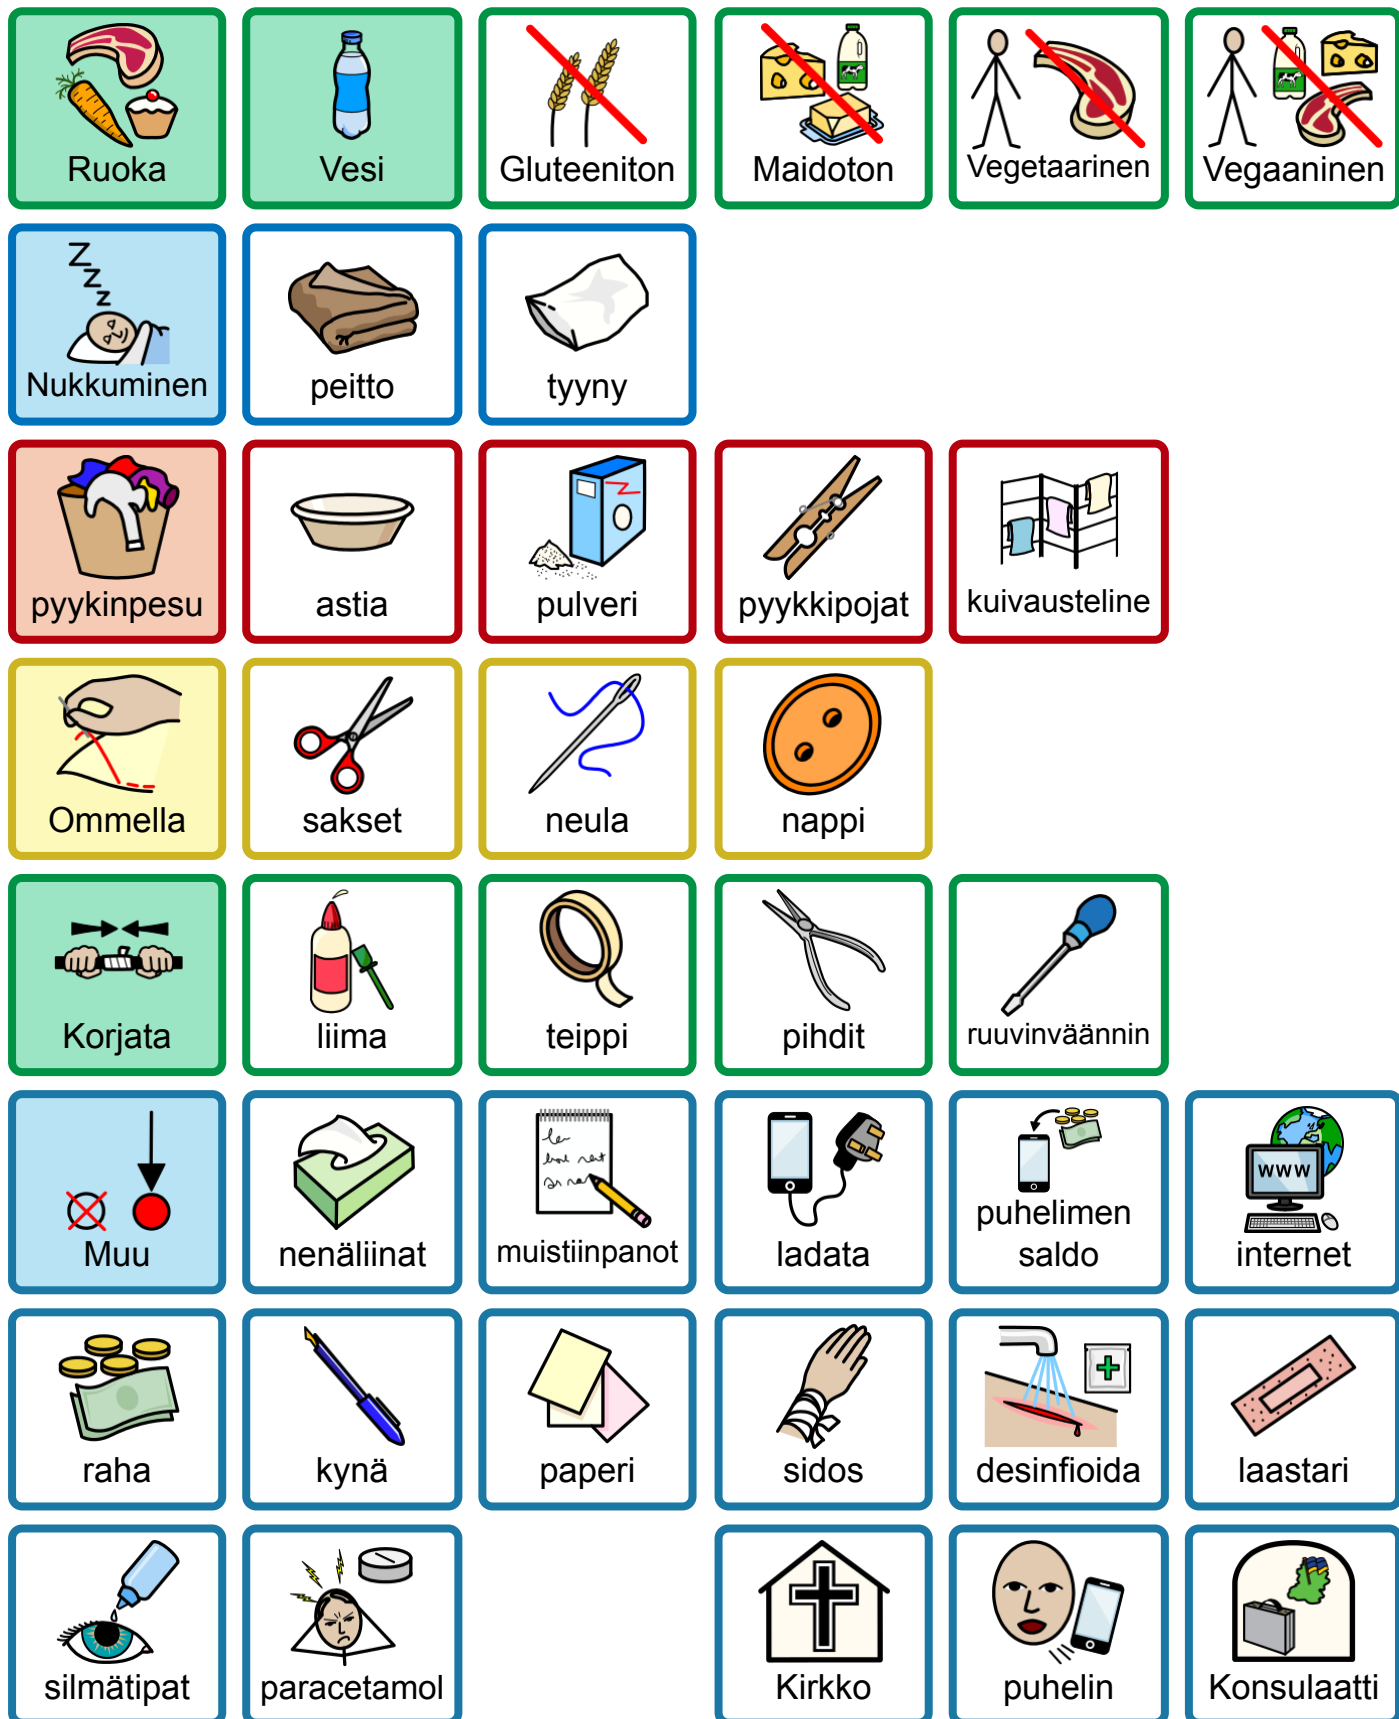 Ruoka
Vesi
Gluteeniton
Maidoton
Vegetaarinen
Vegaaninen
Z
Z
Z
Nukkuminen
peitto
tyyny
pyykinpesu
astia
pulveri
pyykkipojat
kuivausteline
Ommella
sakset
neula
nappi
Korjata
liima
teippi
pihdit
ruuvinväännin
Muu
nenäliinat
muistiinpanot
ladata
puhelimen
saldo
www
internet
raha
kynä
paperi
sidos
desinfioida
laastari
silmätipat
paracetamol
Kirkko
puhelin
Konsulaatti